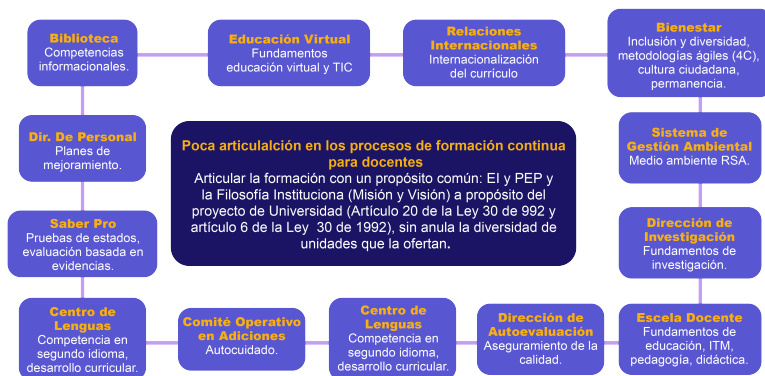 Biblioteca
Competencias
informacionales.
Educación Virtual
Fundamentos
educación virtual y TIC
Relaciones
Internacionales
Internacionalización
del currículo
Bienestar
Inclusión y diversidad,
metodologías ágiles (4C),
cultura ciudadana,
permanencia.
Dir. De Personal
Planes de
mejoramiento.
Poca articulalción en los procesos de formación continua
para docentes
Articular la formación con un propósito común: EI y PEP y
la Filosofía Instituciona (Misión y Visión) a propósito del
proyecto de Universidad (Artículo 20 de la Ley 30 de 992 y
artículo 6 de la Ley 30 de 1992), sin anula la diversidad de
unidades que la ofertan.
Sistema de
Gestión Ambiental
Medio ambiente RSA.
Saber Pro
Pruebas de estados,
evaluación basada en
evidencias.
Dirección de
Investigación
Fundamentos de
investigación.
Centro de
Lenguas
Competencia en
segundo idioma,
desarrollo curricular.
Comité Operativo
en Adiciones
Autocuidado.
Centro de
Lenguas
Competencia en
segundo idioma,
desarrollo curricular.
Dirección de
Autoevaluación
Aseguramiento de la
calidad.
Escela Docente
Fundamentos de
educación, ITM,
pedagogía, didáctica.